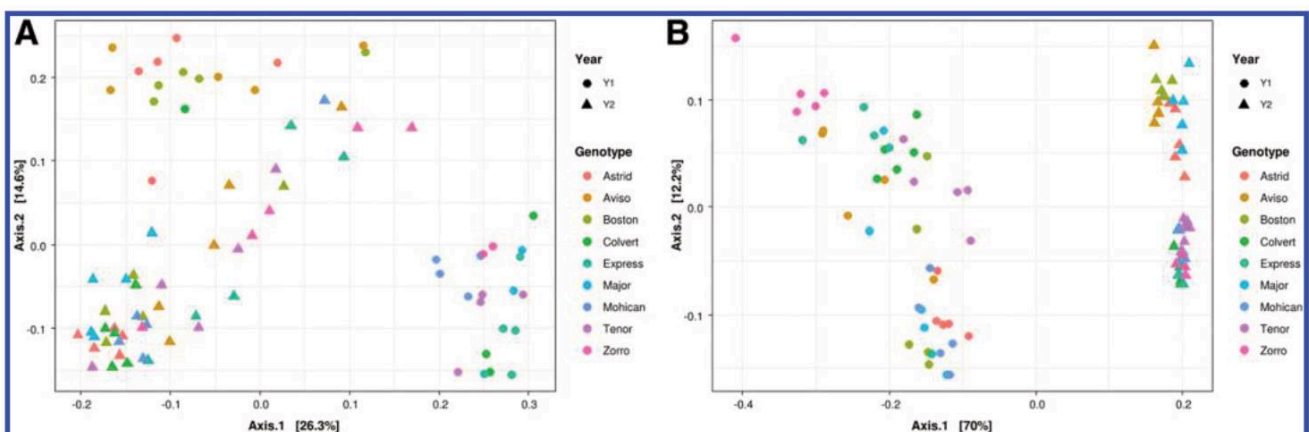 A
0.2
0.1
0.0
-0.1
Axis.2 [14.6%]
-0.2
-0.1
0.0
0.1
0.2
0.3
Axis.1 [26.3%]
Year
Y1
Y2
Genotype
Astrid
Aviso
Boston
Colvert
Express
Major
Mohican
Tenor
Zorro
B
0.1
0.0
-0.1
Axis.2 [12.2%]
-0.4
-0.2
0.0
0.2
Axis.1 [70%]
Year
Y1
Y2
Genotype
Astrid
Aviso
Boston
Colvert
Express
Major
Mohican
Tenor
Zorro